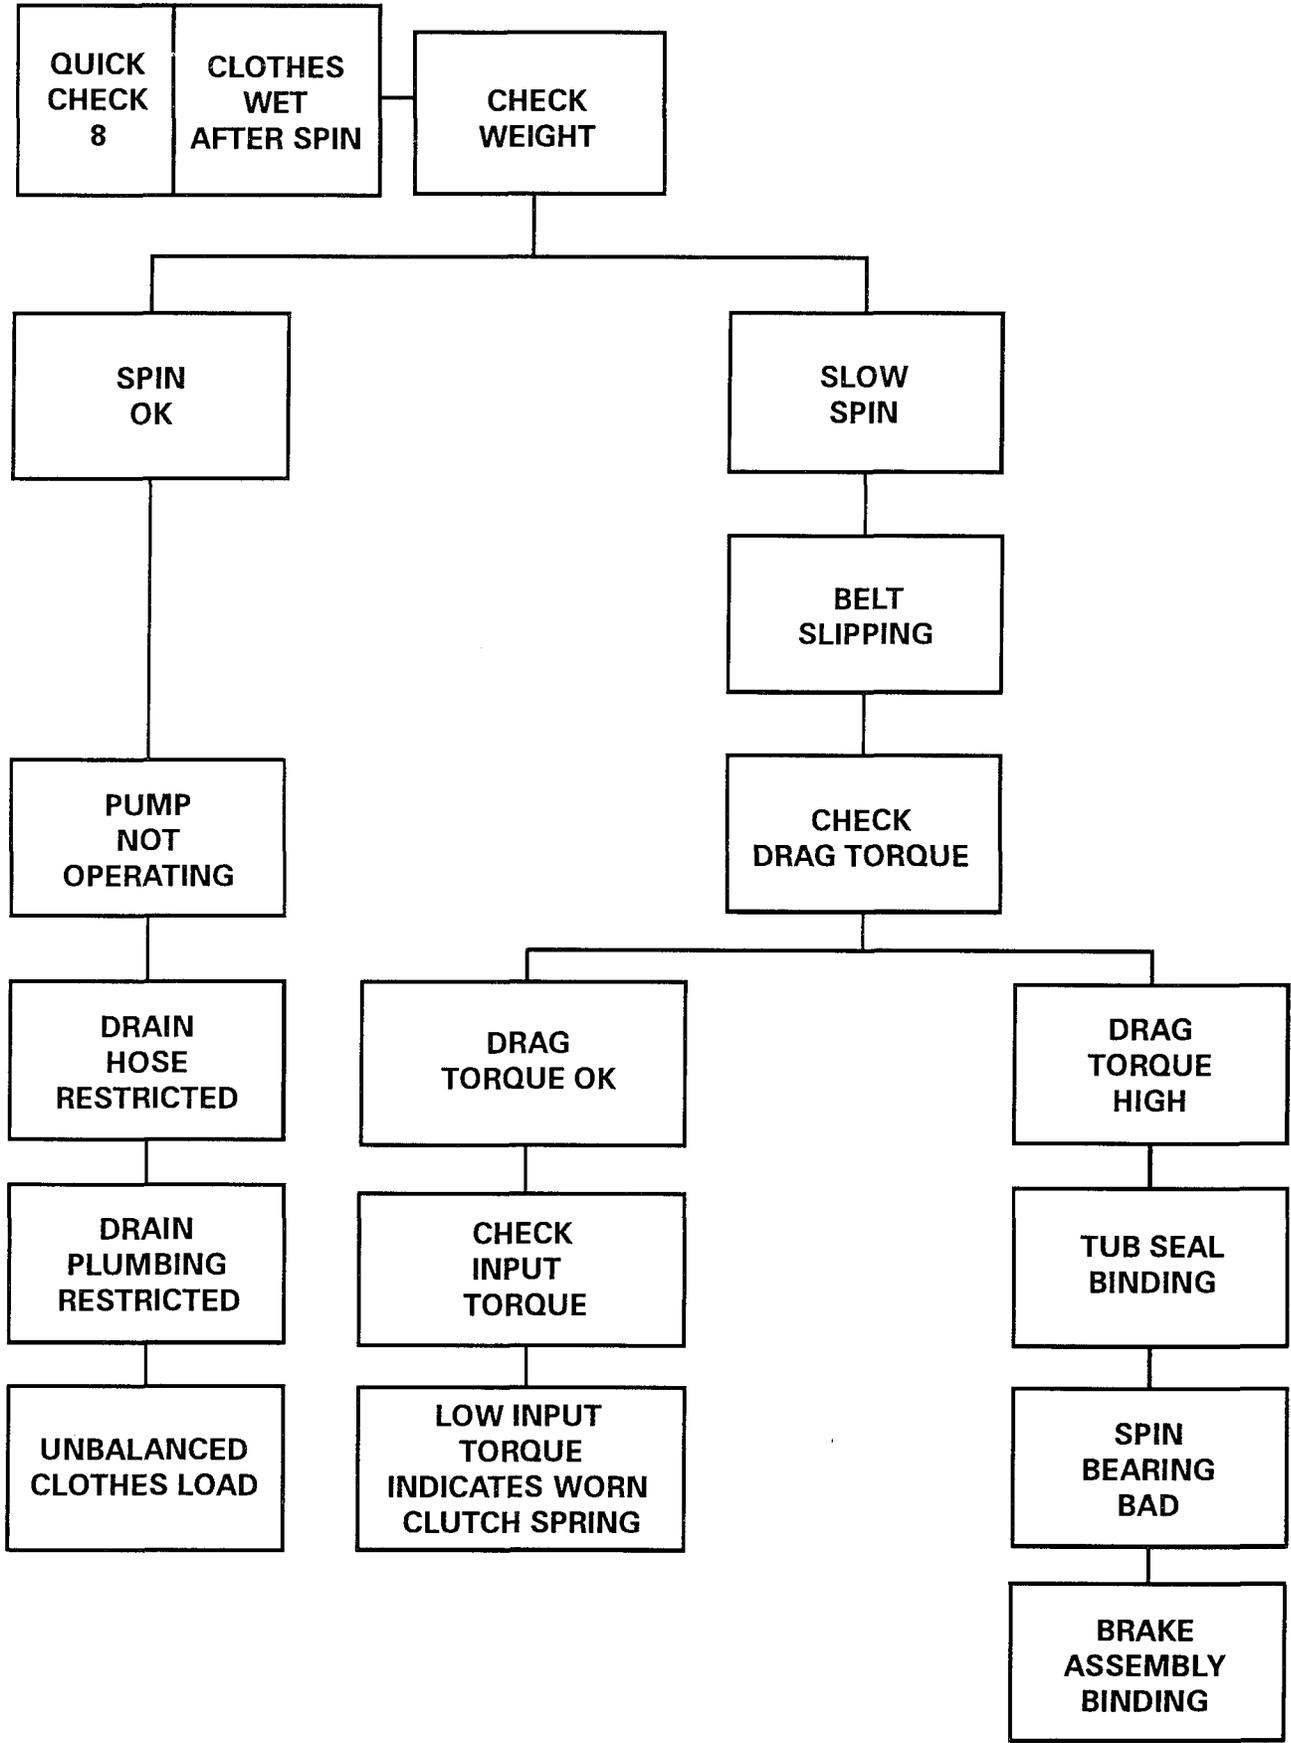 QUICK
CHECK
8
CLOTHES
WET
AFTER SPIN
CHECK
WEIGHT
SPIN
OK
SLOW
SPIN
BELT
SLIPPING
PUMP
NOT
OPERATING
CHECK
DRAG TORQUE
DRAIN
HOSE
RESTRICTED
DRAG
TORQUE OK
DRAG
TORQUE
HIGH
DRAIN
PLUMBING
RESTRICTED
CHECK
INPUT
TORQUE
TUB SEAL
BINDING
UNBALANCED
CLOTHES LOAD
LOW INPUT
TORQUE
INDICATES WORN
CLUTCH SPRING
SPIN
BEARING
BAD
BRAKE
ASSEMBLY
BINDING